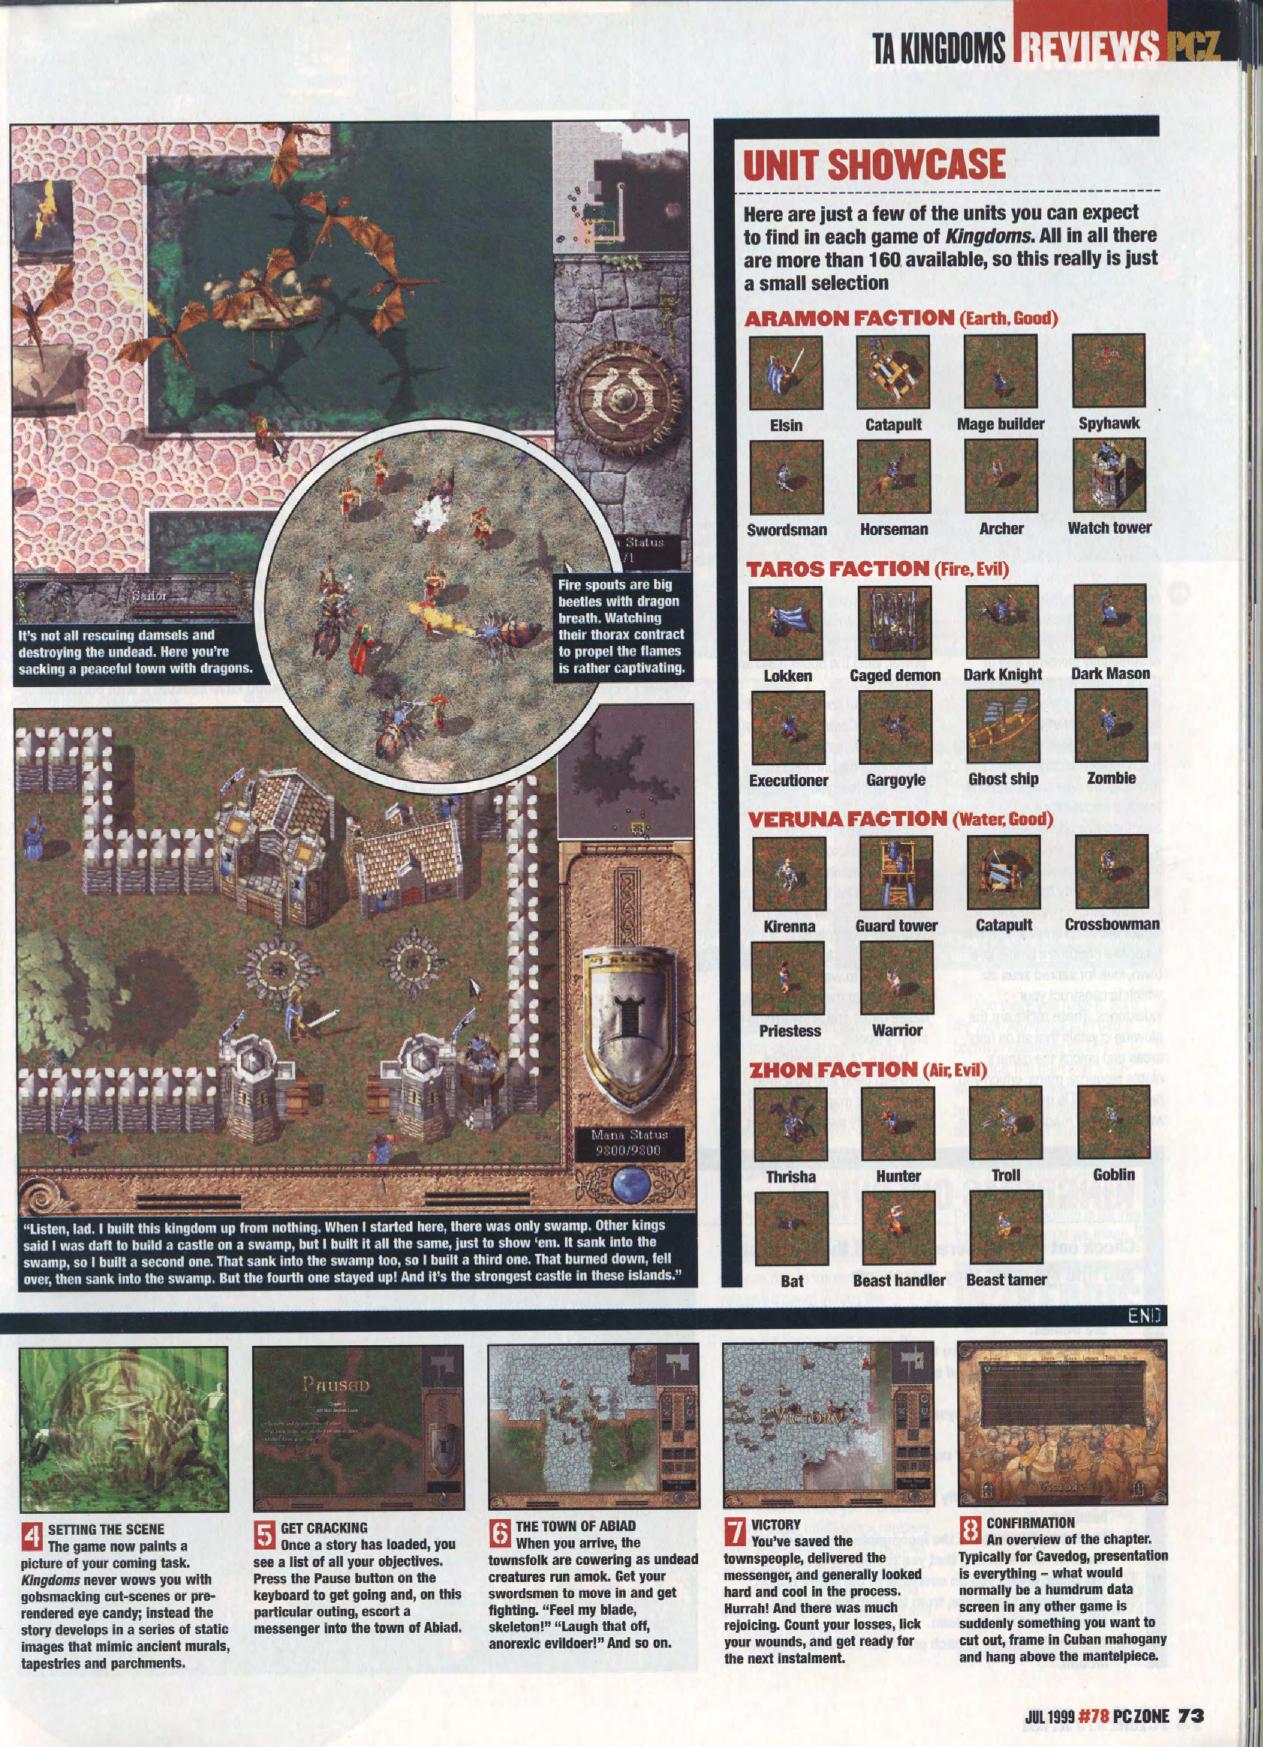 TA KINGDOMS REVIEWS PCZ
Sailor
It's not all rescuing damsels and
destroying the undead. Here you're
sacking a peaceful town with dragons.
Status
/1
Fire spouts are big
beetles with dragon
breath. Watching
their thorax contract
to propel the flames
is rather captivating.
Mana Status
9800/9800
"Listen, lad. I built this kingdom up from nothing. When I started here, there was only swamp. Other kings
said I was daft to build a castle on a swamp, but I built it all the same, just to show 'em. It sank into the
swamp, so I built a second one. That sank into the swamp too, so I built a third one. That burned down, fell
over, then sank into the swamp. But the fourth one stayed up! And it's the strongest castle in these islands."
UNIT SHOWCASE
Here are just a few of the units you can expect
to find in each game of Kingdoms. All in all there
are more than 160 available, so this really is just
a small selection
ARAMON FACTION (Earth, Good)
Elsin Catapult Mage builder Spyhawk
Swordsman Horseman Archer Watch tower
TAROS FACTION (Fire, Evil)
Lokken Caged demon Dark Knight Dark Mason
Executioner Gargoyle Ghost ship Zombie
VERUNA FACTION (Water, Good)
Kirenna Guard tower Catapult Crossbowman
Priestess Warrior
ZHON FACTION (Air, Evil)
Thrisha Hunter Troll Goblin
Bat Beast handler Beast tamer
END
4 SETTING THE SCENE
The game now paints a
picture of your coming task.
Kingdoms never wows you with
gobsmacking cut-scenes or pre-
rendered eye candy; instead the
story develops in a series of static
images that mimic ancient murals,
tapestries and parchments.
PAUSED
5 GET CRACKING
Once a story has loaded, you
see a list of all your objectives.
Press the Pause button on the
keyboard to get going and, on this
particular outing, escort a
messenger into the town of Abiad.
6 THE TOWN OF ABIAD
When you arrive, the
townsfolk are cowering as undead
creatures run amok. Get your
swordsmen to move in and get
fighting. "Feel my blade,
skeleton!" "Laugh that off,
anorexic evildoer!" And so on.
VICTORY
7 VICTORY
You've saved the
townspeople, delivered the
messenger, and generally looked
hard and cool in the process.
Hurrah! And there was much
rejoicing. Count your losses, lick
your wounds, and get ready for
the next instalment.
8 CONFIRMATION
An overview of the chapter.
Typically for Cavedog, presentation
is everything – what would
normally be a humdrum data
screen in any other game is
suddenly something you want to
cut out, frame in Cuban mahogany
and hang above the mantelpiece.
JUL 1999 #78 PC ZONE 73